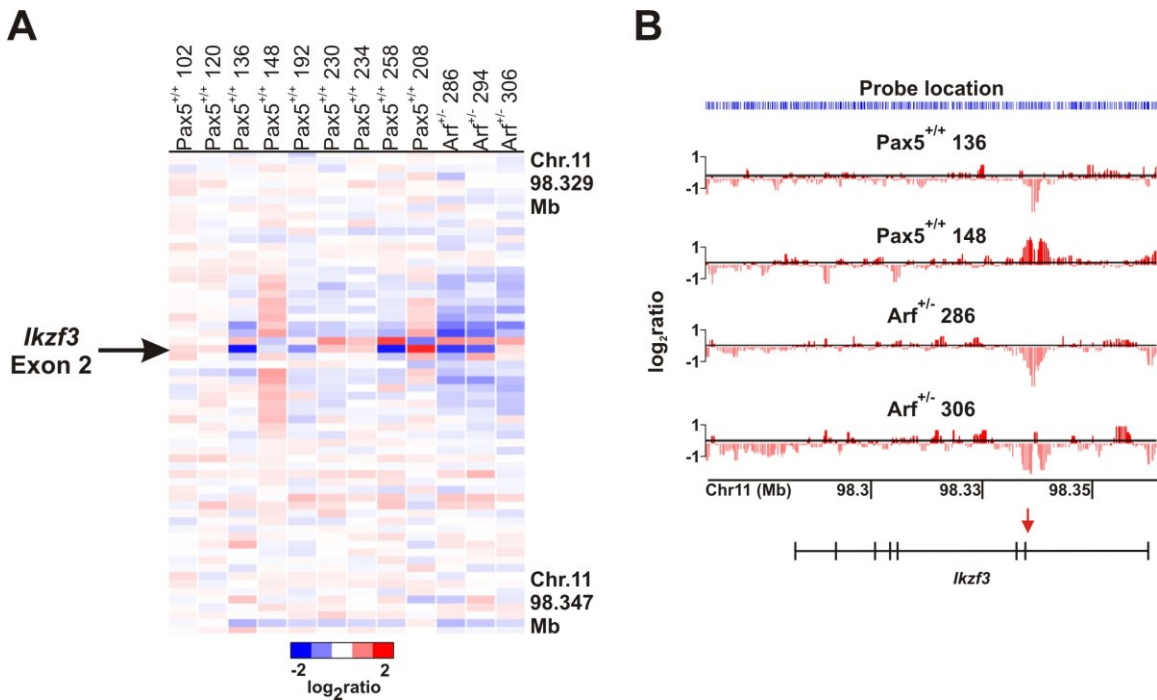 A
Pax5+/+ 102
Pax5+/+ 120
Pax5+/+ 136
Pax5+/+ 148
Pax5+/+ 192
Pax5+/+ 230
Pax5+/+ 234
Pax5+/+ 258
Pax5+/+ 208
Arf+/- 286
Arf+/- 294
Arf+/- 306
Chr.11
98.329
Mb
Ikzf3
Exon 2
Chr.11
98.347
Mb
-2 2
log2ratio
B
Probe location
Pax5+/+ 136
1
-1
Pax5+/+ 148
1
-1
Arf+/- 286
1
-1
Arf+/- 306
1
-1
log2ratio
Chr11 (Mb) 98.3 98.33 98.35
Ikzf3